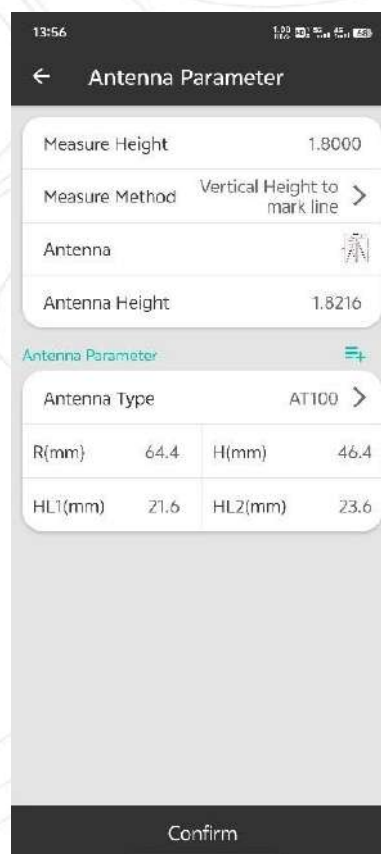 13:56
Antenna Parameter
Measure Height 1.8000
Measure Method Vertical Height to
mark line
Antenna
Antenna Height 1.8216
Antenna Parameter
Antenna Type AT100
R(mm) 64.4 H(mm) 46.4
HL1(mm) 21.6 HL2(mm) 23.6
Confirm